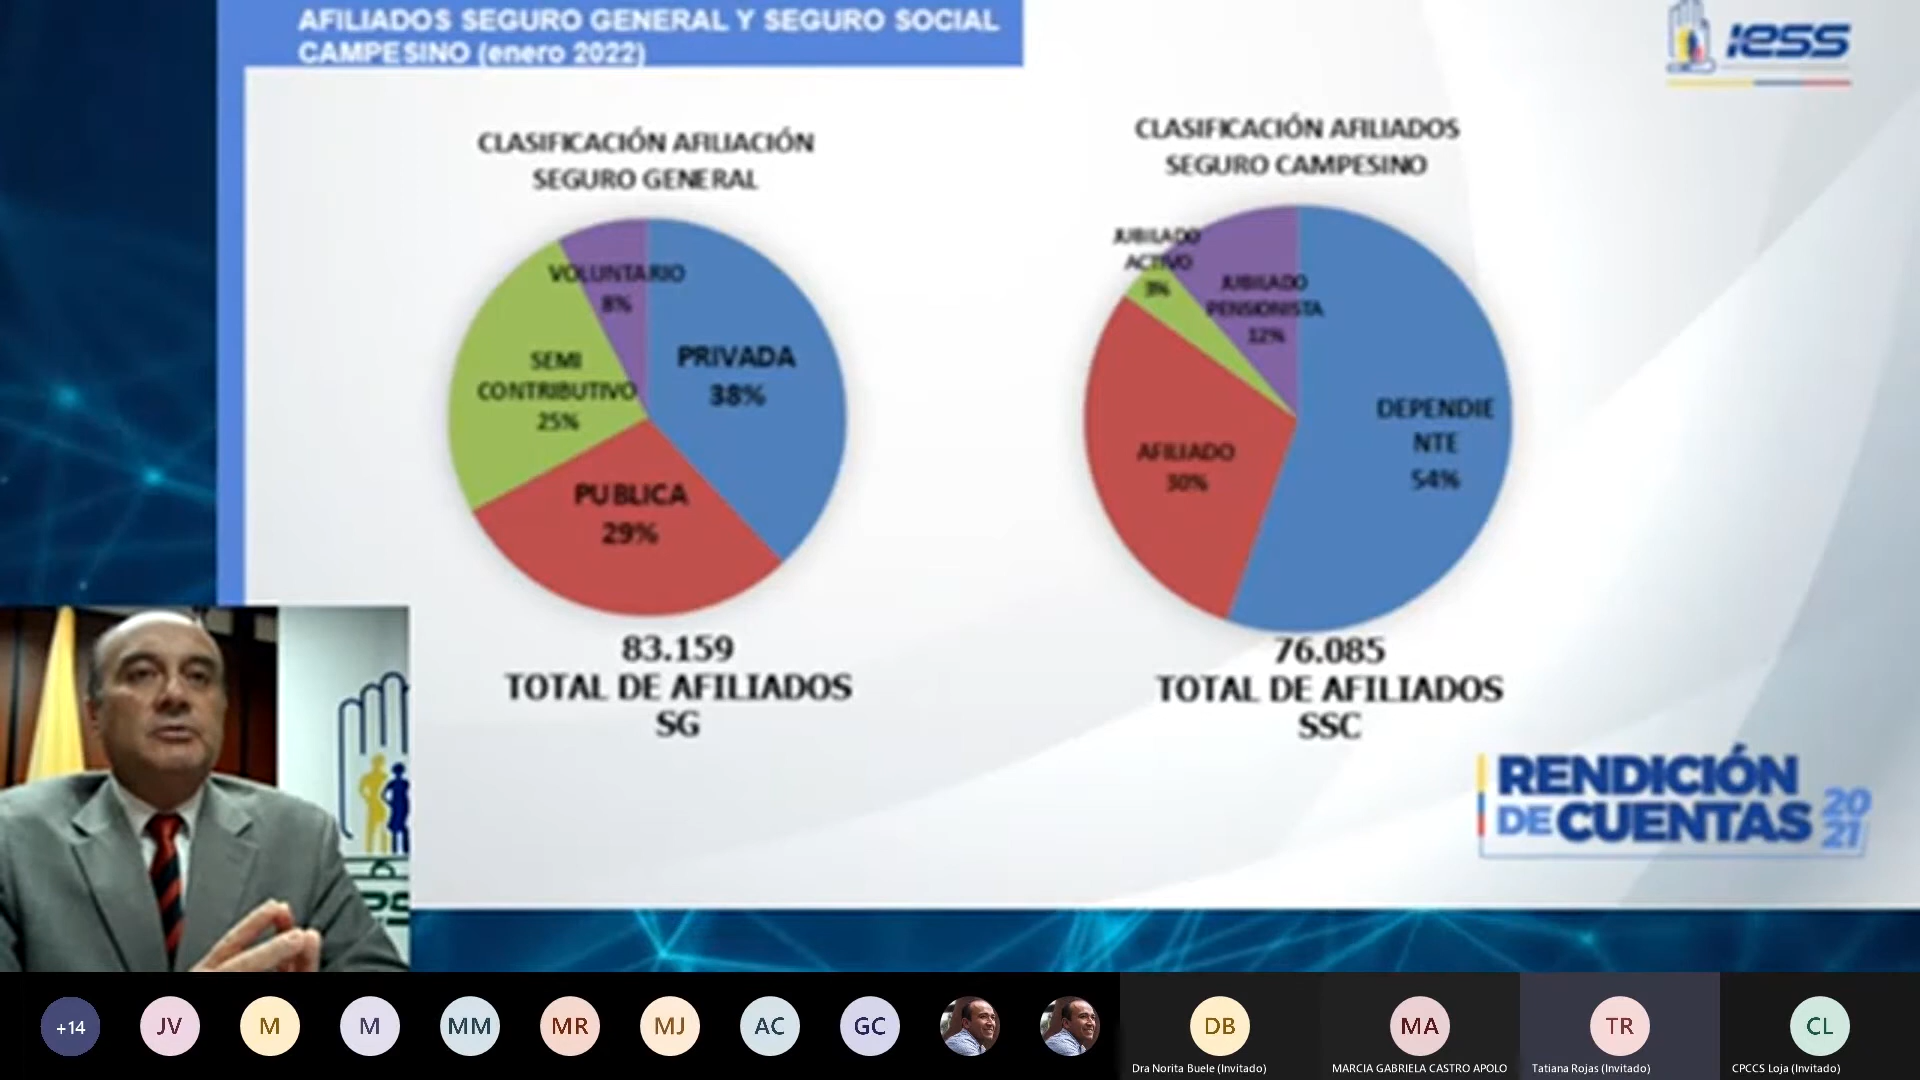 AFILIADOS SEGURO GENERAL Y SEGURO SOCIAL
CAMPESINO (enero 2022)
iess
CLASIFICACIÓN AFILIACIÓN
SEGURO GENERAL
VOLUNTARIO
8%
PRIVADA
38%
SEMI
CONTRIBUTIVO
25%
PUBLICA
29%
83.159
TOTAL DE AFILIADOS
SG
CLASIFICACIÓN AFILIADOS
SEGURO CAMPESINO
JUBILADO
ACTIVO
3%
JUBILADO
PENSIONISTA
12%
DEPENDIE
NTE
54%
AFILIADO
30%
76.085
TOTAL DE AFILIADOS
SSC
RENDICIÓN
DE CUENTAS
20
21
+14
JV
M
M
MM
MR
MJ
AC
GC
DB
Dra Norita Buele (Invitado)
MA
MARCIA GABRIELA CASTRO APOLO
TR
Tatiana Rojas (Invitado)
CL
CPCCS Loja (Invitado)